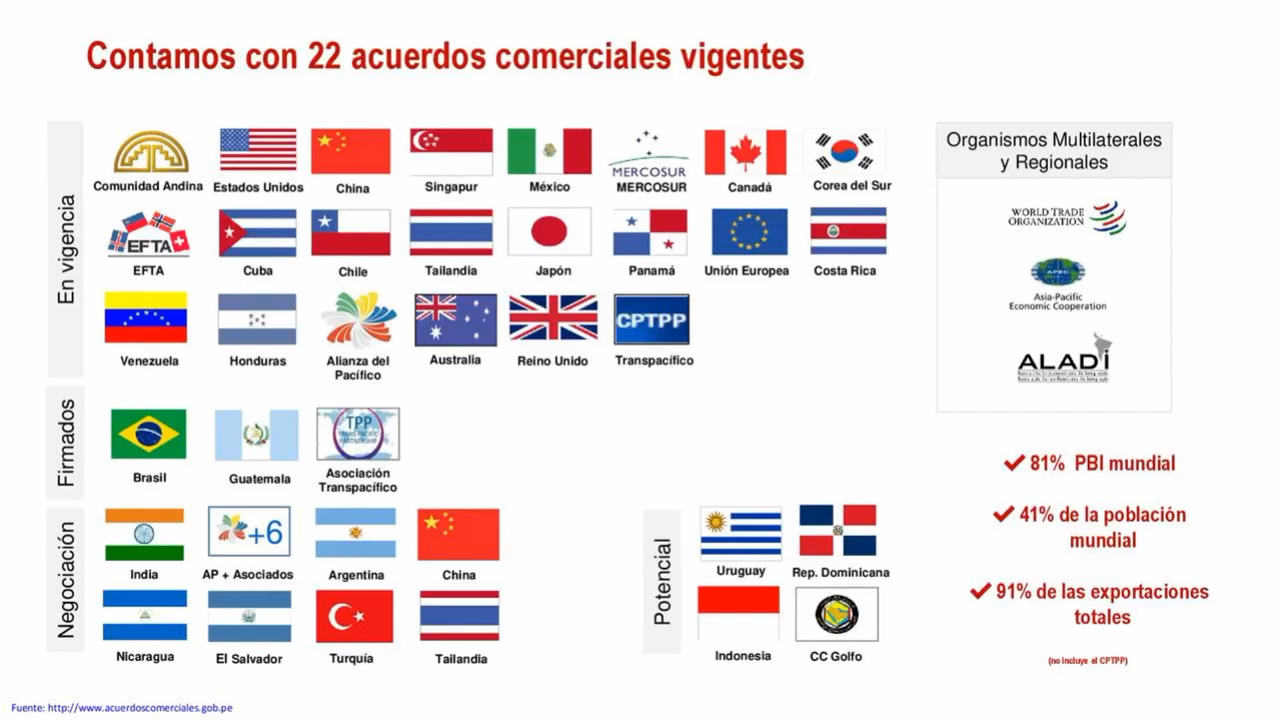 Contamos con 22 acuerdos comerciales vigentes
En vigencia
Comunidad Andina
Estados Unidos
China
Singapur
México
MERCOSUR
MERCOSUR
Canadá
Corea del Sur
EFTA
EFTA
Cuba
Chile
Tailandia
Japón
Panamá
Unión Europea
Costa Rica
Venezuela
Honduras
Alianza del
Pacífico
Australia
Reino Unido
CPTPP
Transpacífico
Firmados
Brasil
Guatemala
TPP
TRANS-PACIFIC
PARTNERSHIP
Asociación
Transpacífico
Negociación
India
+6
AP + Asociados
Argentina
China
Nicaragua
El Salvador
Turquía
Tailandia
Potencial
Uruguay
Rep. Dominicana
Indonesia
CC Golfo
Organismos Multilaterales
y Regionales
WORLD TRADE
ORGANIZATION
APEC
Asia-Pacific
Economic Cooperation
ALADI
81% PBI mundial
41% de la población
mundial
91% de las exportaciones
totales
(no incluye el CPTPP)
Fuente: http://www.acuerdoscomerciales.gob.pe